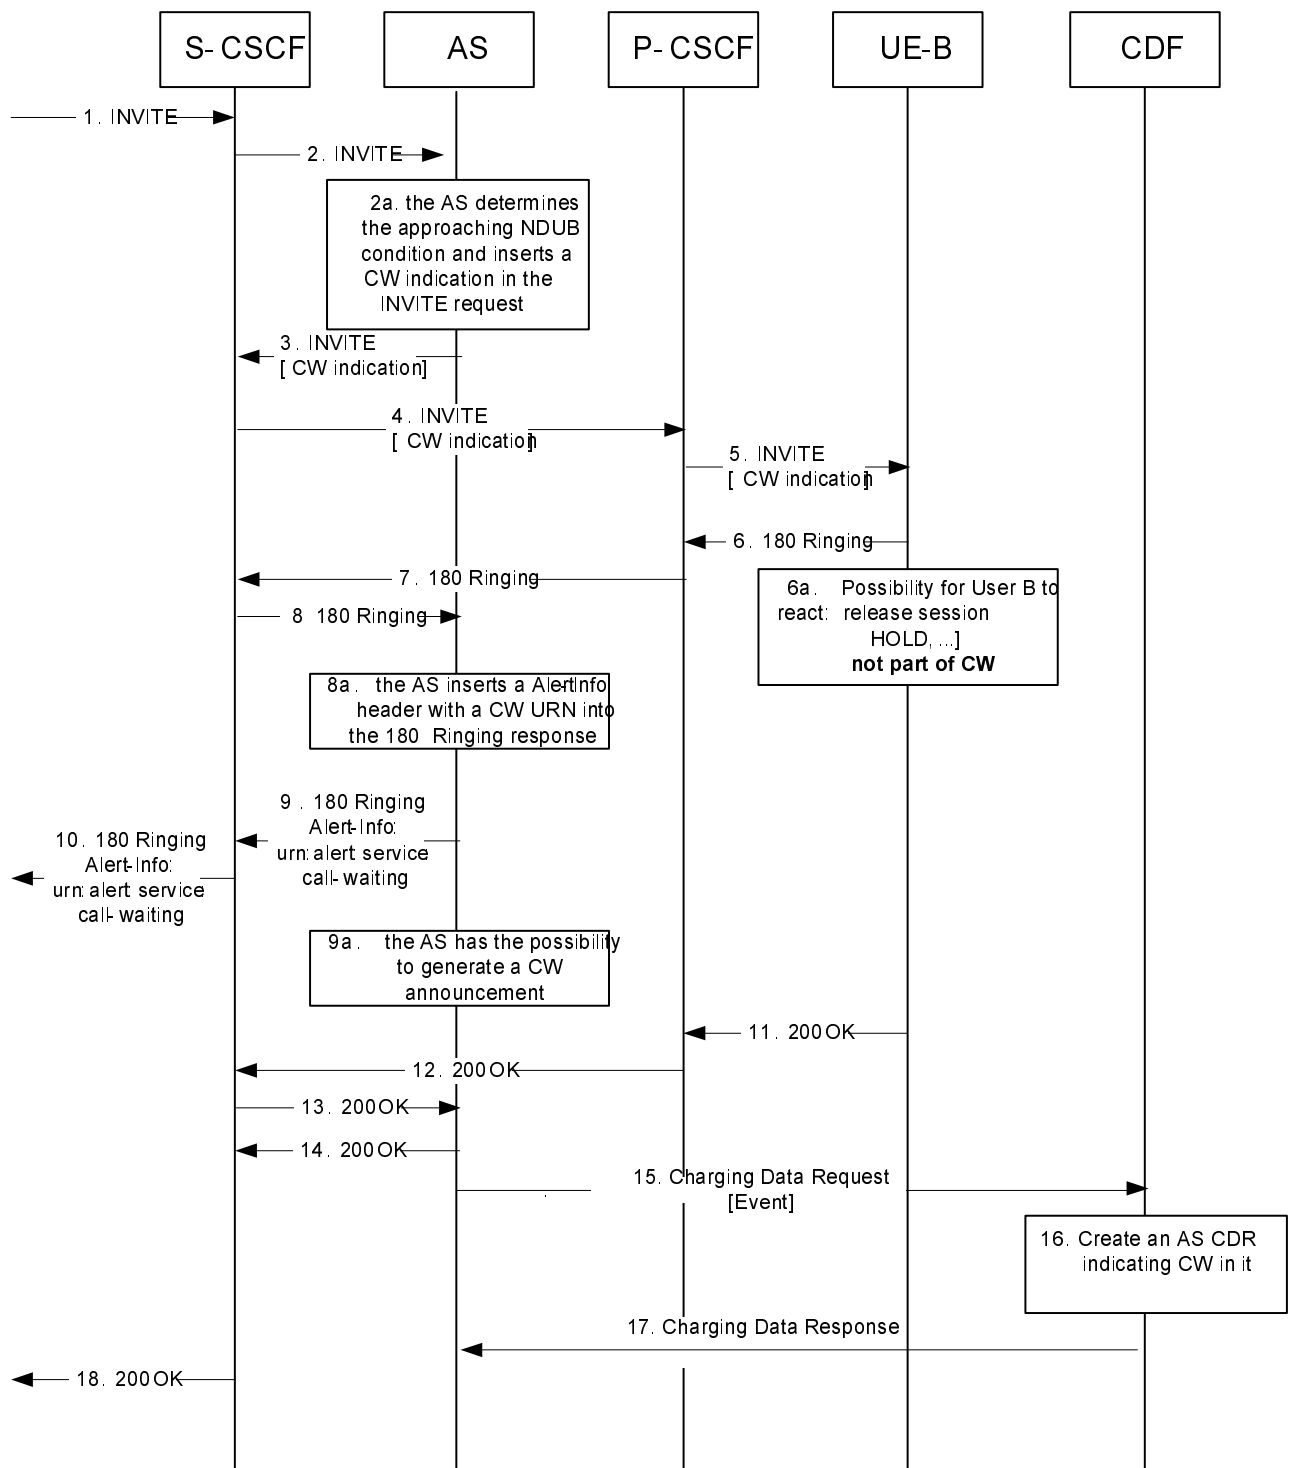 S-CSCF
AS
P-CSCF
UE-B
CDF
1. INVITE
2. INVITE
2a. the AS determines
the approaching NDUB
condition and inserts a
CW indication in the
INVITE request
3. INVITE
[ CW indication]
4. INVITE
[ CW indication]
5. INVITE
[ CW indication]
6. 180 Ringing
7. 180 Ringing
6a. Possibility for User B to
react: release session
HOLD, ...]
not part of CW
8 180 Ringing
8a. the AS inserts a Alert-Info
header with a CW URN into
the 180 Ringing response
9. 180 Ringing
Alert-Info:
urn:alert:service
call-waiting
10. 180 Ringing
Alert-Info:
urn:alert:service
call-waiting
9a. the AS has the possibility
to generate a CW
announcement
11. 200 OK
12. 200 OK
13. 200 OK
14. 200 OK
15. Charging Data Request
[Event]
16. Create an AS CDR
indicating CW in it
17. Charging Data Response
18. 200 OK